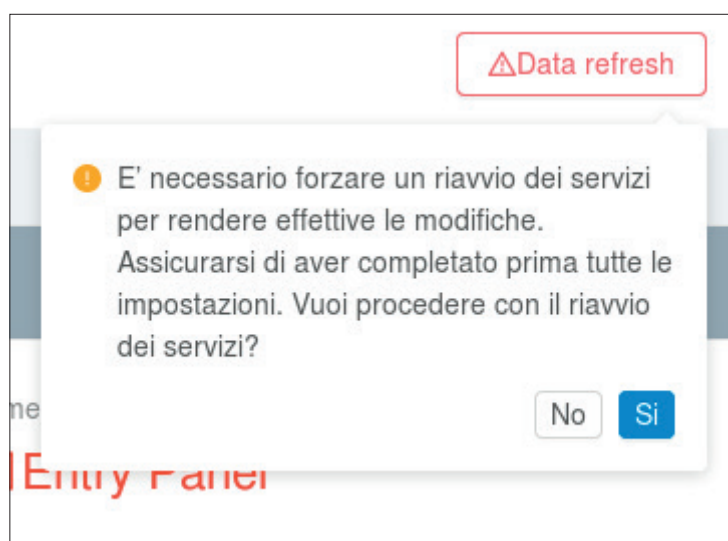 Data refresh
E' necessario forzare un riavvio dei servizi
per rendere effettive le modifiche.
Assicurarsi di aver completato prima tutte le
impostazioni. Vuoi procedere con il riavvio
dei servizi?
No Si
me
Entry Panel